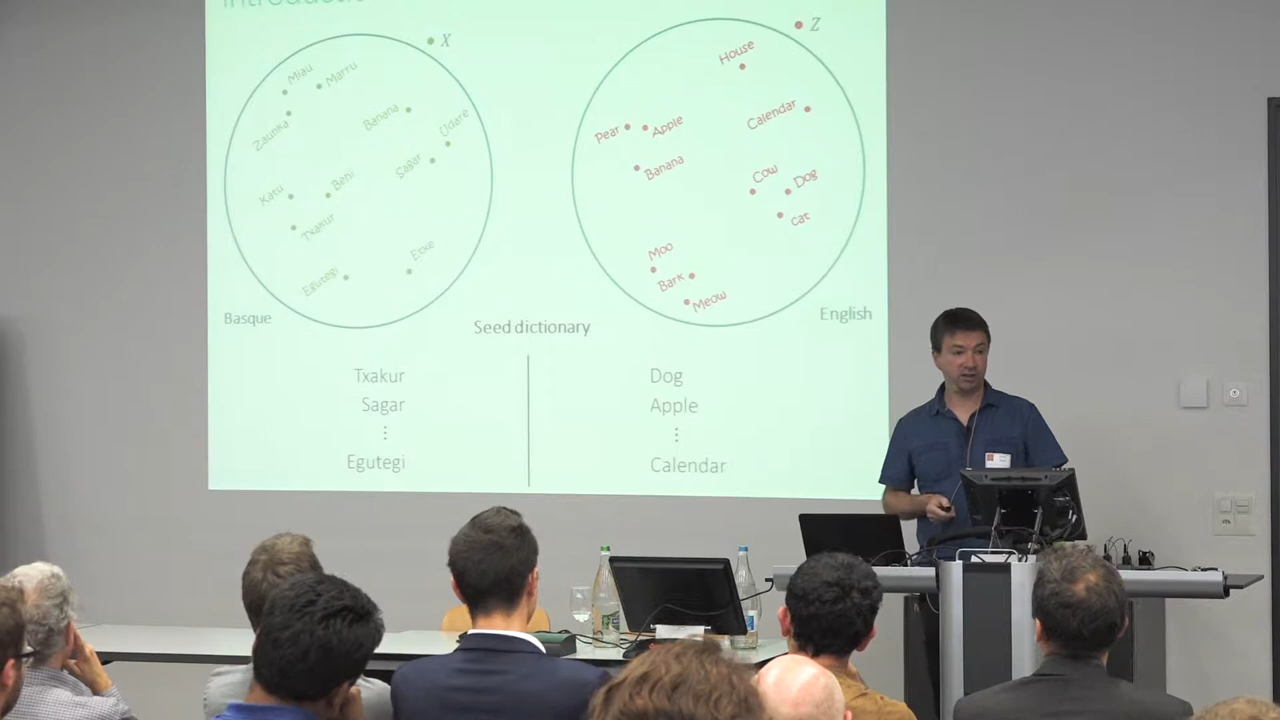 Introductio
X
Miau
Marru
Zaunka
Banana
Udare
Sagar
Katu
Behi
Txakur
Etxe
Egutegi
Basque
Z
House
Calendar
Pear
Apple
Banana
Cow
Dog
cat
Moo
Bark
Meow
English
Seed dictionary
Txakur
Dog
Sagar
Apple
Egutegi
Calendar